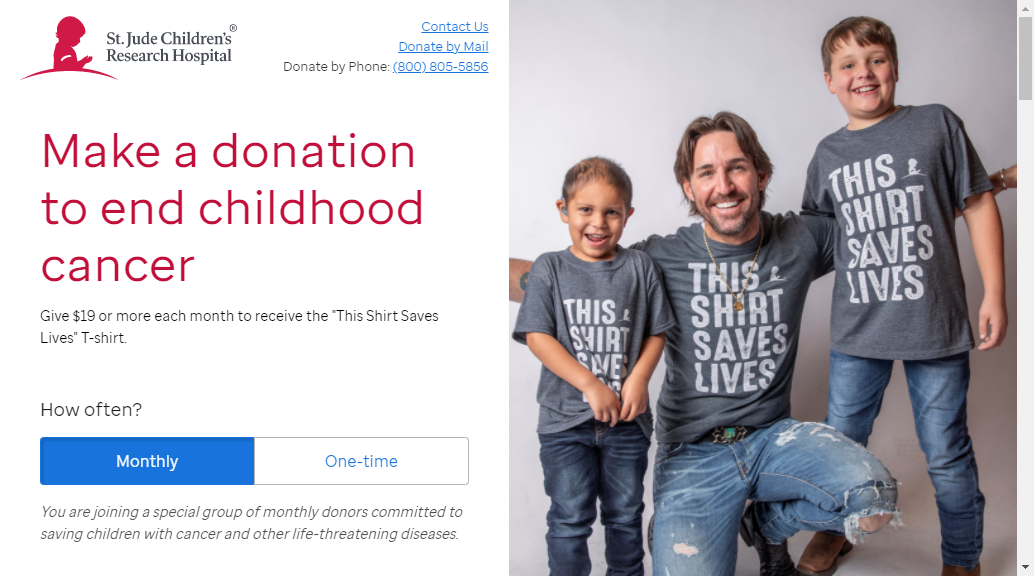 St. Jude Children's®
Research Hospital
Contact Us
Donate by Mail
Donate by Phone: (800) 805-5856
Make a donation
to end childhood
cancer
Give $19 or more each month to receive the "This Shirt Saves
Lives" T-shirt.
How often?
Monthly
One-time
You are joining a special group of monthly donors committed to
saving children with cancer and other life-threatening diseases.
THIS
SHIRT
SAVES
LIVES
THIS
SHIRT
SAVES
LIVES
THIS
SHIRT
SAVES
LIVES